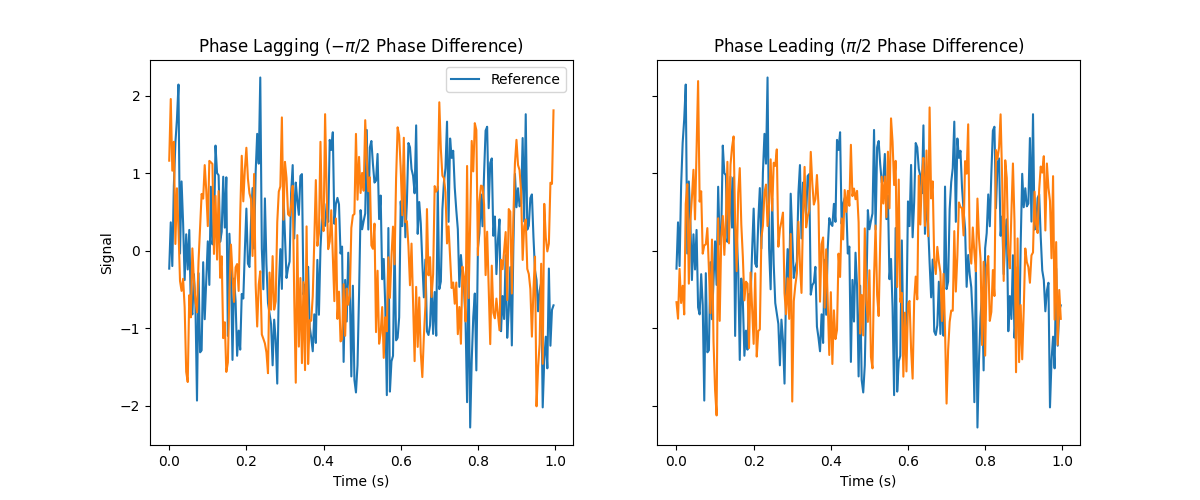 Phase Lagging (−π/2 Phase Difference)
Phase Leading (π/2 Phase Difference)
Reference
Signal
2
1
0
−1
−2
0.0 0.2 0.4 0.6 0.8 1.0
0.0 0.2 0.4 0.6 0.8 1.0
Time (s)
Time (s)